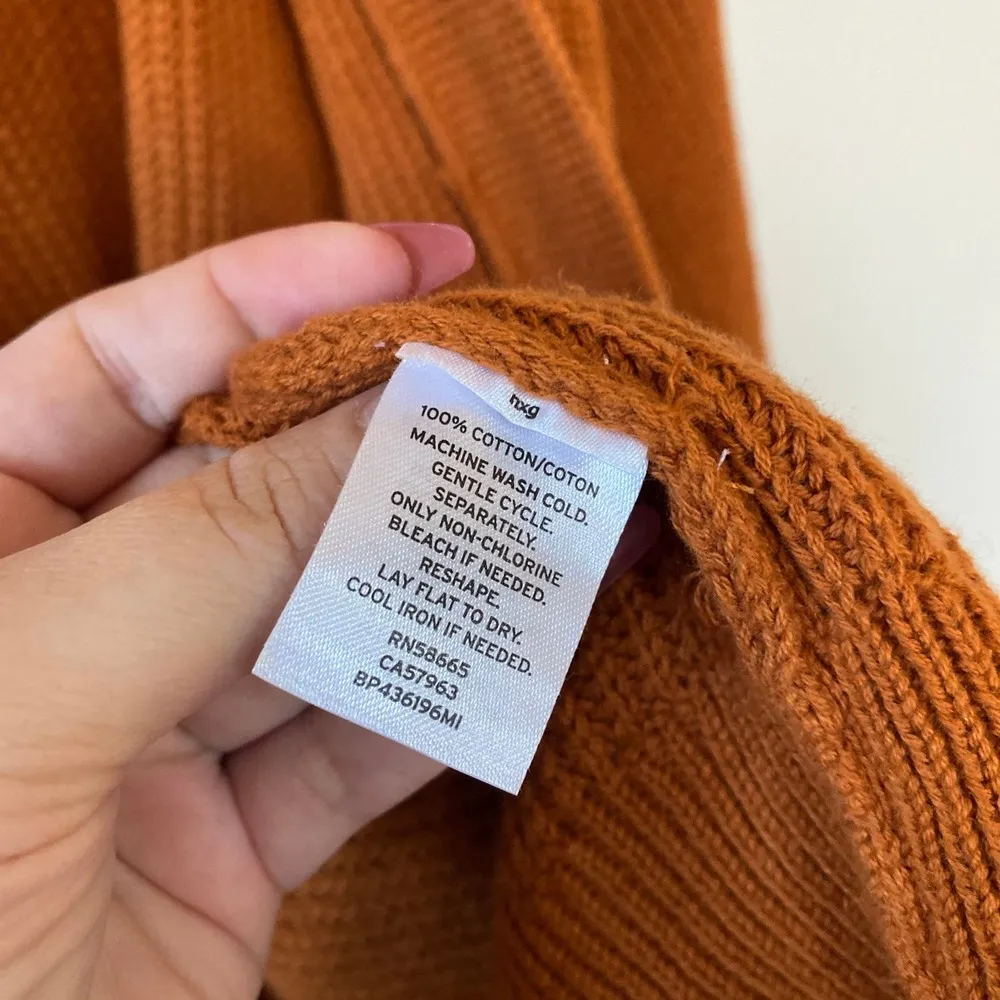 hxg
100% COTTON/COTON
MACHINE WASH COLD.
GENTLE CYCLE.
SEPARATELY.
ONLY NON-CHLORINE
BLEACH IF NEEDED.
RESHAPE.
LAY FLAT TO DRY.
COOL IRON IF NEEDED.
RN58665
CA57963
BP436196MI